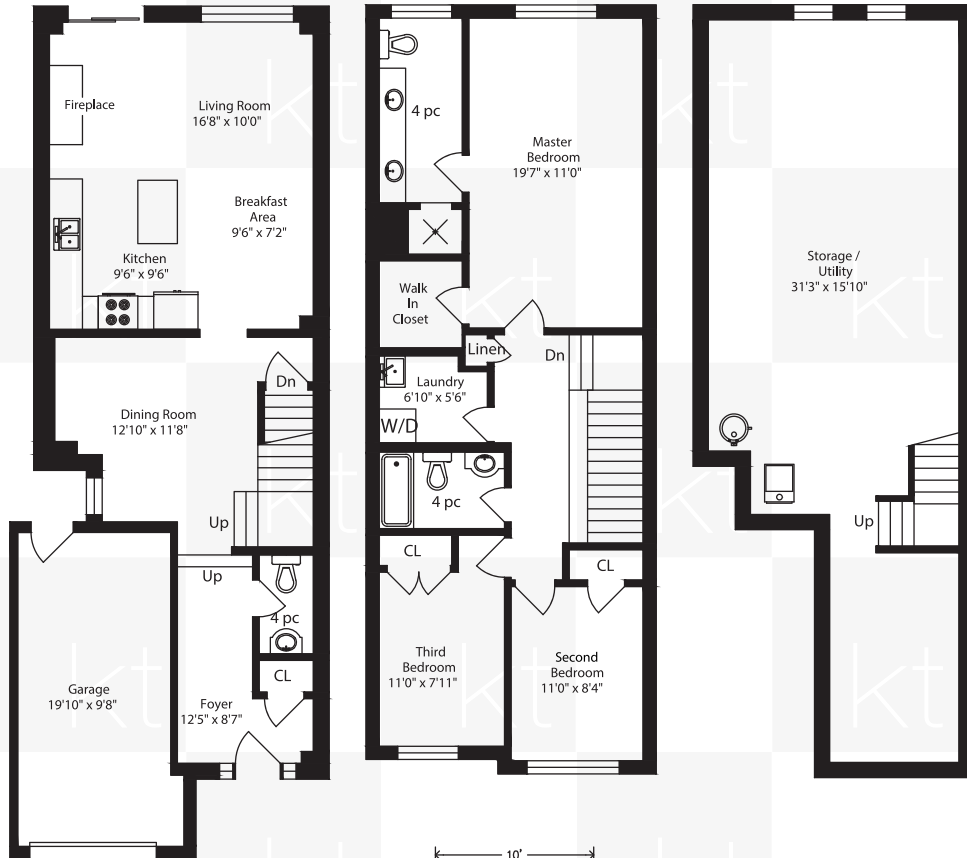 Fireplace
Living Room
16'8" x 10'0"
Breakfast
Area
9'6" x 7'2"
Kitchen
9'6" x 9'6"
Dn
Dining Room
12'10" x 11'8"
Up
Up
4 pc
CL
Garage
19'10" x 9'8"
Foyer
12'5" x 8'7"
4 pc
Master
Bedroom
19'7" x 11'0"
Walk
In
Closet
Linen
Dn
Laundry
6'10" x 5'6"
W/D
4 pc
CL
CL
Third
Bedroom
11'0" x 7'11"
Second
Bedroom
11'0" x 8'4"
10'
Storage /
Utility
31'3" x 15'10"
Up
kt